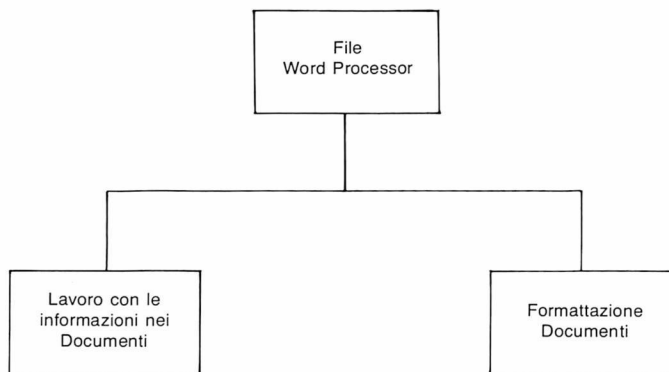 File
Word Processor
Lavoro con le
informazioni nei
Documenti
Formattazione
Documenti